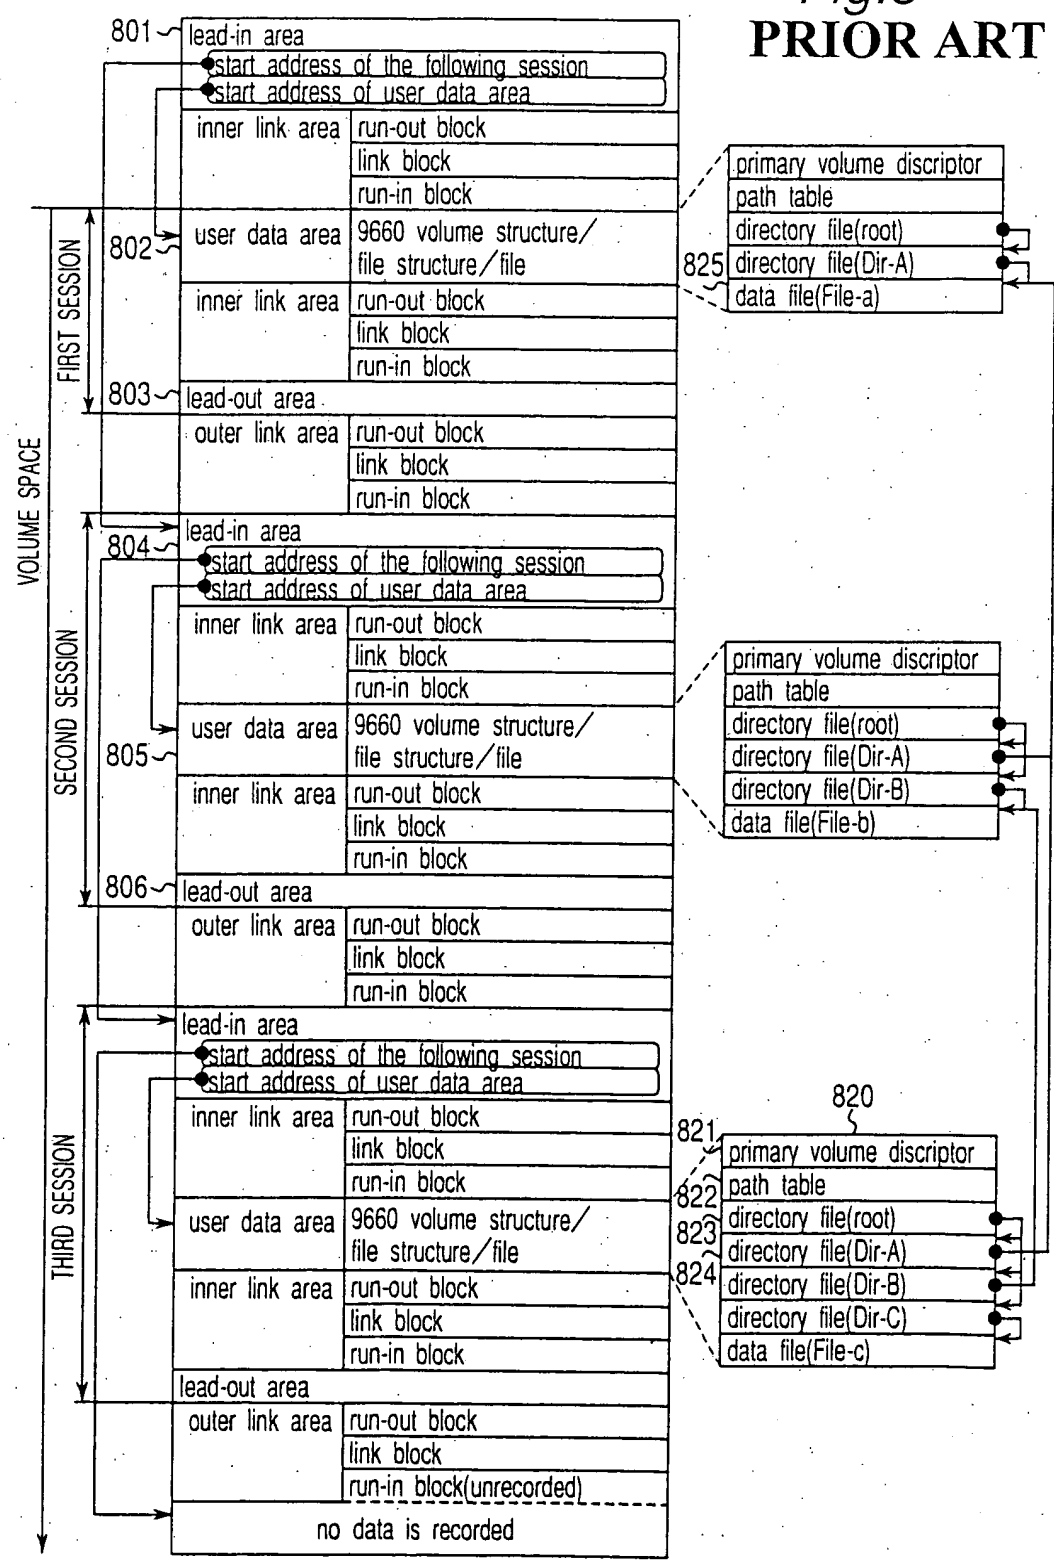 PRIOR ART
801
lead-in area
start address of the following session
start address of user data area
inner link area
run-out block
link block
run-in block
802
user data area
9660 volume structure/
file structure/file
inner link area
run-out block
link block
run-in block
803
lead-out area
outer link area
run-out block
link block
run-in block
804
lead-in area
start address of the following session
start address of user data area
inner link area
run-out block
link block
run-in block
805
user data area
9660 volume structure/
file structure/file
inner link area
run-out block
link block
run-in block
806
lead-out area
outer link area
run-out block
link block
run-in block
lead-in area
start address of the following session
start address of user data area
inner link area
run-out block
link block
run-in block
user data area
9660 volume structure/
file structure/file
inner link area
run-out block
link block
run-in block
lead-out area
outer link area
run-out block
link block
run-in block(unrecorded)
no data is recorded
VOLUME SPACE
FIRST SESSION
SECOND SESSION
THIRD SESSION
primary volume discriptor
path table
directory file(root)
directory file(Dir-A)
825
data file(File-a)
primary volume discriptor
path table
directory file(root)
directory file(Dir-A)
directory file(Dir-B)
data file(File-b)
820
821
primary volume discriptor
822
path table
823
directory file(root)
824
directory file(Dir-A)
directory file(Dir-B)
directory file(Dir-C)
data file(File-c)